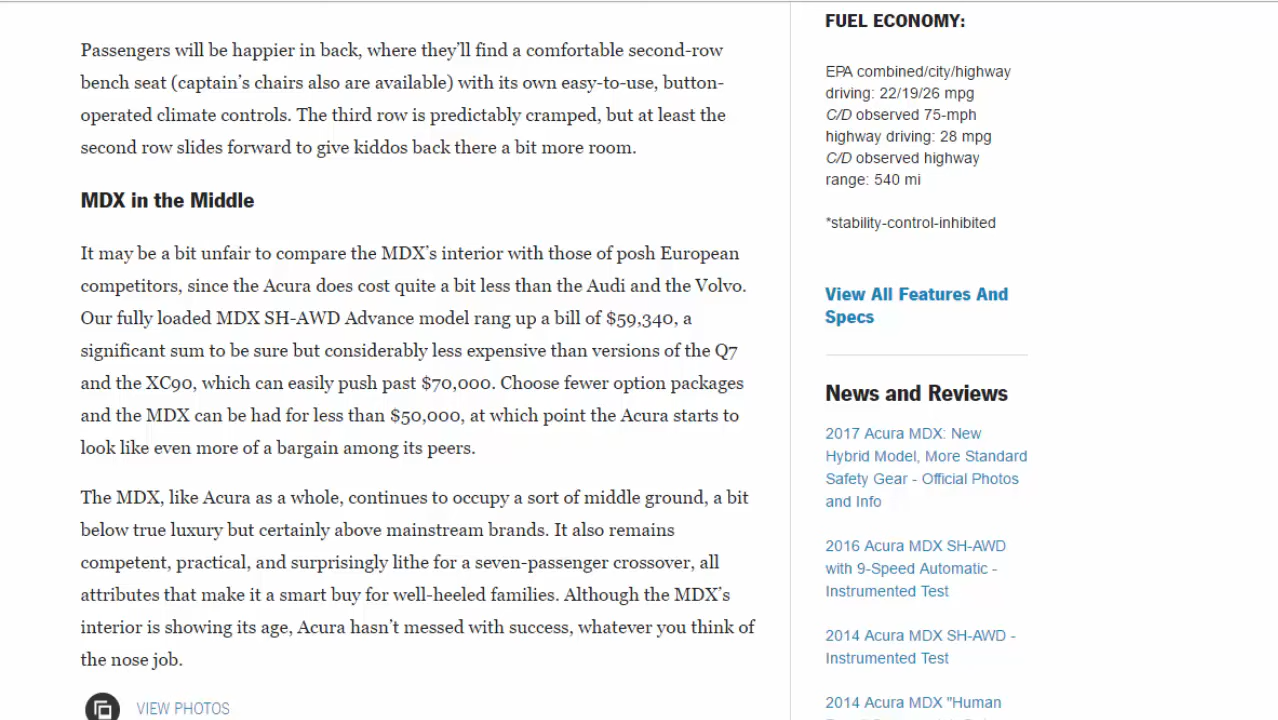 Passengers will be happier in back, where they’ll find a comfortable second-row
bench seat (captain’s chairs also are available) with its own easy-to-use, button-
operated climate controls. The third row is predictably cramped, but at least the
second row slides forward to give kiddos back there a bit more room.
MDX in the Middle
It may be a bit unfair to compare the MDX’s interior with those of posh European
competitors, since the Acura does cost quite a bit less than the Audi and the Volvo.
Our fully loaded MDX SH-AWD Advance model rang up a bill of $59,340, a
significant sum to be sure but considerably less expensive than versions of the Q7
and the XC90, which can easily push past $70,000. Choose fewer option packages
and the MDX can be had for less than $50,000, at which point the Acura starts to
look like even more of a bargain among its peers.
The MDX, like Acura as a whole, continues to occupy a sort of middle ground, a bit
below true luxury but certainly above mainstream brands. It also remains
competent, practical, and surprisingly lithe for a seven-passenger crossover, all
attributes that make it a smart buy for well-heeled families. Although the MDX’s
interior is showing its age, Acura hasn’t messed with success, whatever you think of
the nose job.
VIEW PHOTOS
FUEL ECONOMY:
EPA combined/city/highway
driving: 22/19/26 mpg
C/D observed 75-mph
highway driving: 28 mpg
C/D observed highway
range: 540 mi
*stability-control-inhibited
View All Features And
Specs
News and Reviews
2017 Acura MDX: New
Hybrid Model, More Standard
Safety Gear - Official Photos
and Info
2016 Acura MDX SH-AWD
with 9-Speed Automatic -
Instrumented Test
2014 Acura MDX SH-AWD -
Instrumented Test
2014 Acura MDX "Human